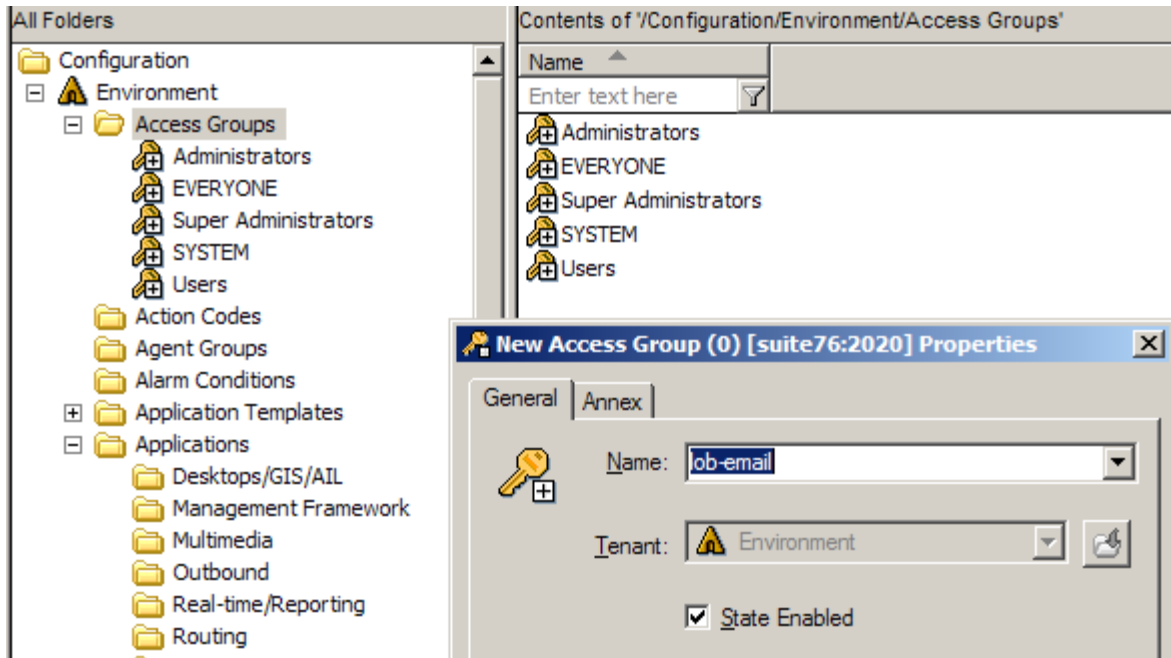 All Folders
Configuration
Environment
Access Groups
Administrators
EVERYONE
Super Administrators
SYSTEM
Users
Action Codes
Agent Groups
Alarm Conditions
Application Templates
Applications
Desktops/GIS/AIL
Management Framework
Multimedia
Outbound
Real-time/Reporting
Routing
Contents of '/Configuration/Environment/Access Groups'
Name
Enter text here
Administrators
EVERYONE
Super Administrators
SYSTEM
Users
New Access Group (0) [suite76:2020] Properties
General Annex
Name: lob-email
Tenant: Environment
State Enabled